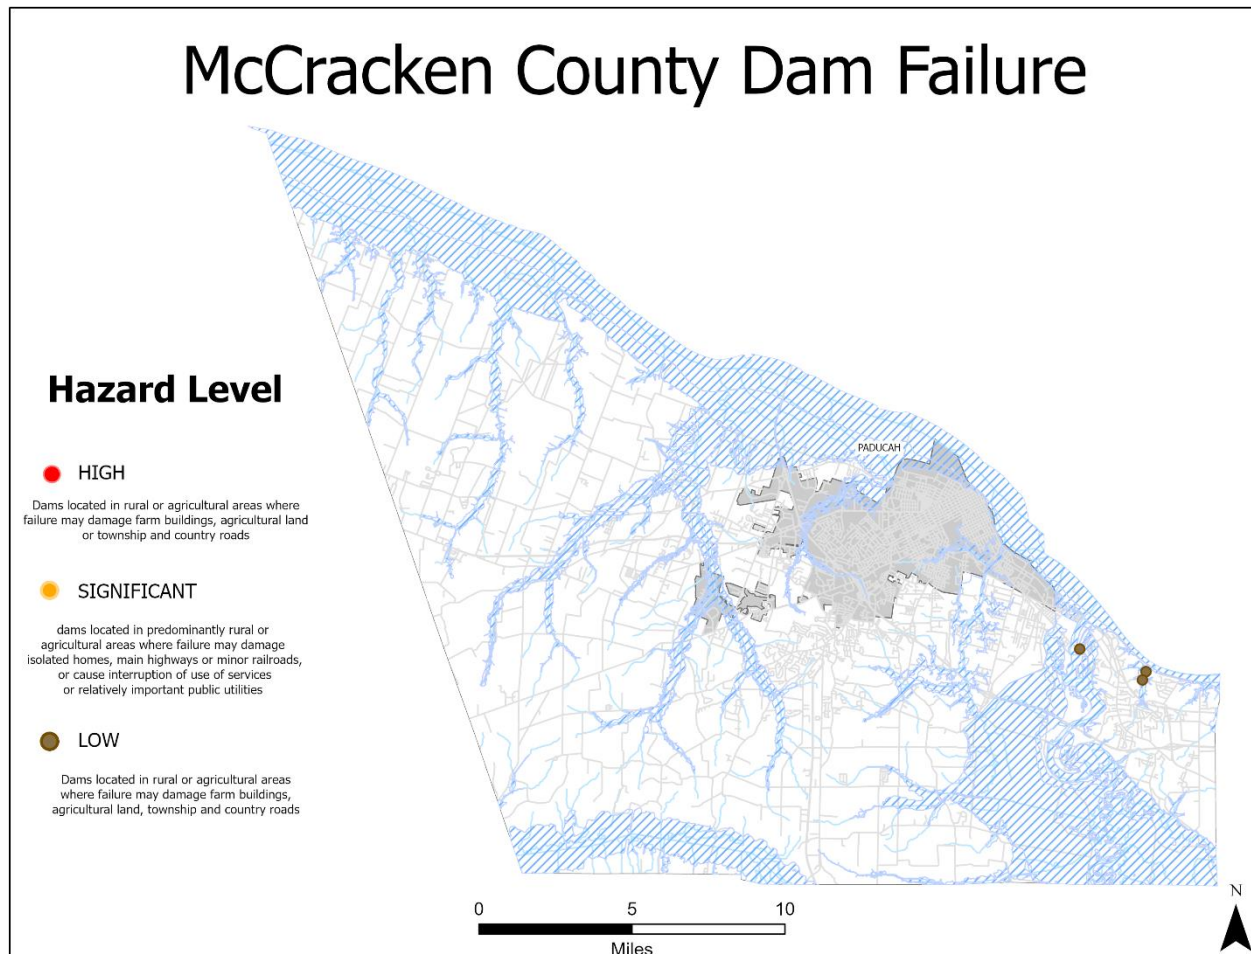 McCracken County Dam Failure
PADUCAH
Hazard Level
HIGH
Dams located in rural or agricultural areas where
failure may damage farm buildings, agricultural land
or township and country roads
SIGNIFICANT
dams located in predominantly rural or
agricultural areas where failure may damage
isolated homes, main highways or minor railroads,
or cause interruption of use of services
or relatively important public utilities
LOW
Dams located in rural or agricultural areas
where failure may damage farm buildings,
agricultural land, township and country roads
0 5 10
Miles
N